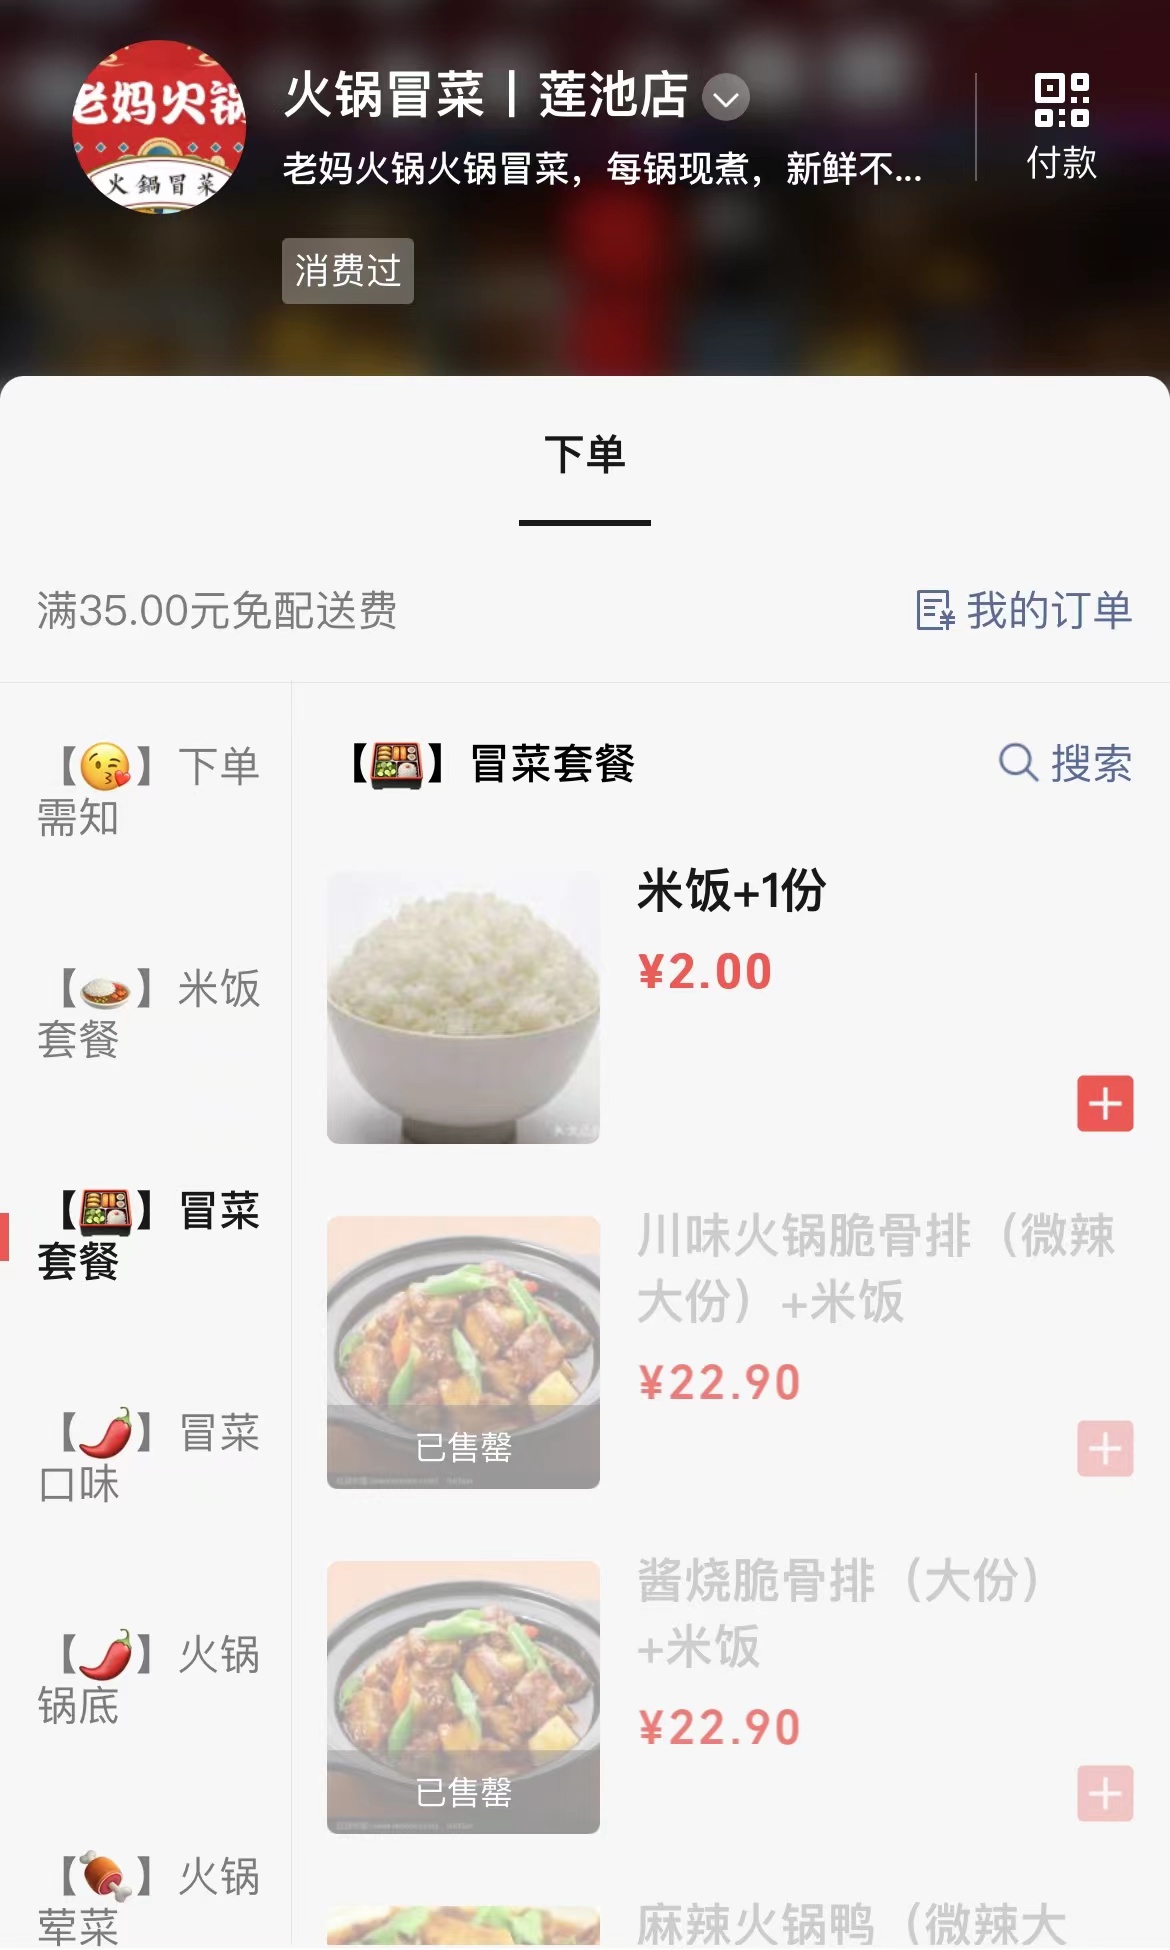 老妈火锅
火鍋冒菜
火锅冒菜丨莲池店
老妈火锅火锅冒菜，每锅现煮，新鲜不...
付款
消费过
下单
满35.00元免配送费
我的订单
【😘】下单
需知
【🍛】米饭
套餐
【🍱】冒菜
套餐
【🌶️】冒菜
口味
【🌶️】火锅
锅底
【🍖】火锅
荤菜
【🍱】冒菜套餐
搜索
米饭+1份
¥2.00
川味火锅脆骨排（微辣
大份）+米饭
¥22.90
已售罄
酱烧脆骨排（大份）
+米饭
¥22.90
已售罄
麻辣火锅鸭（微辣大